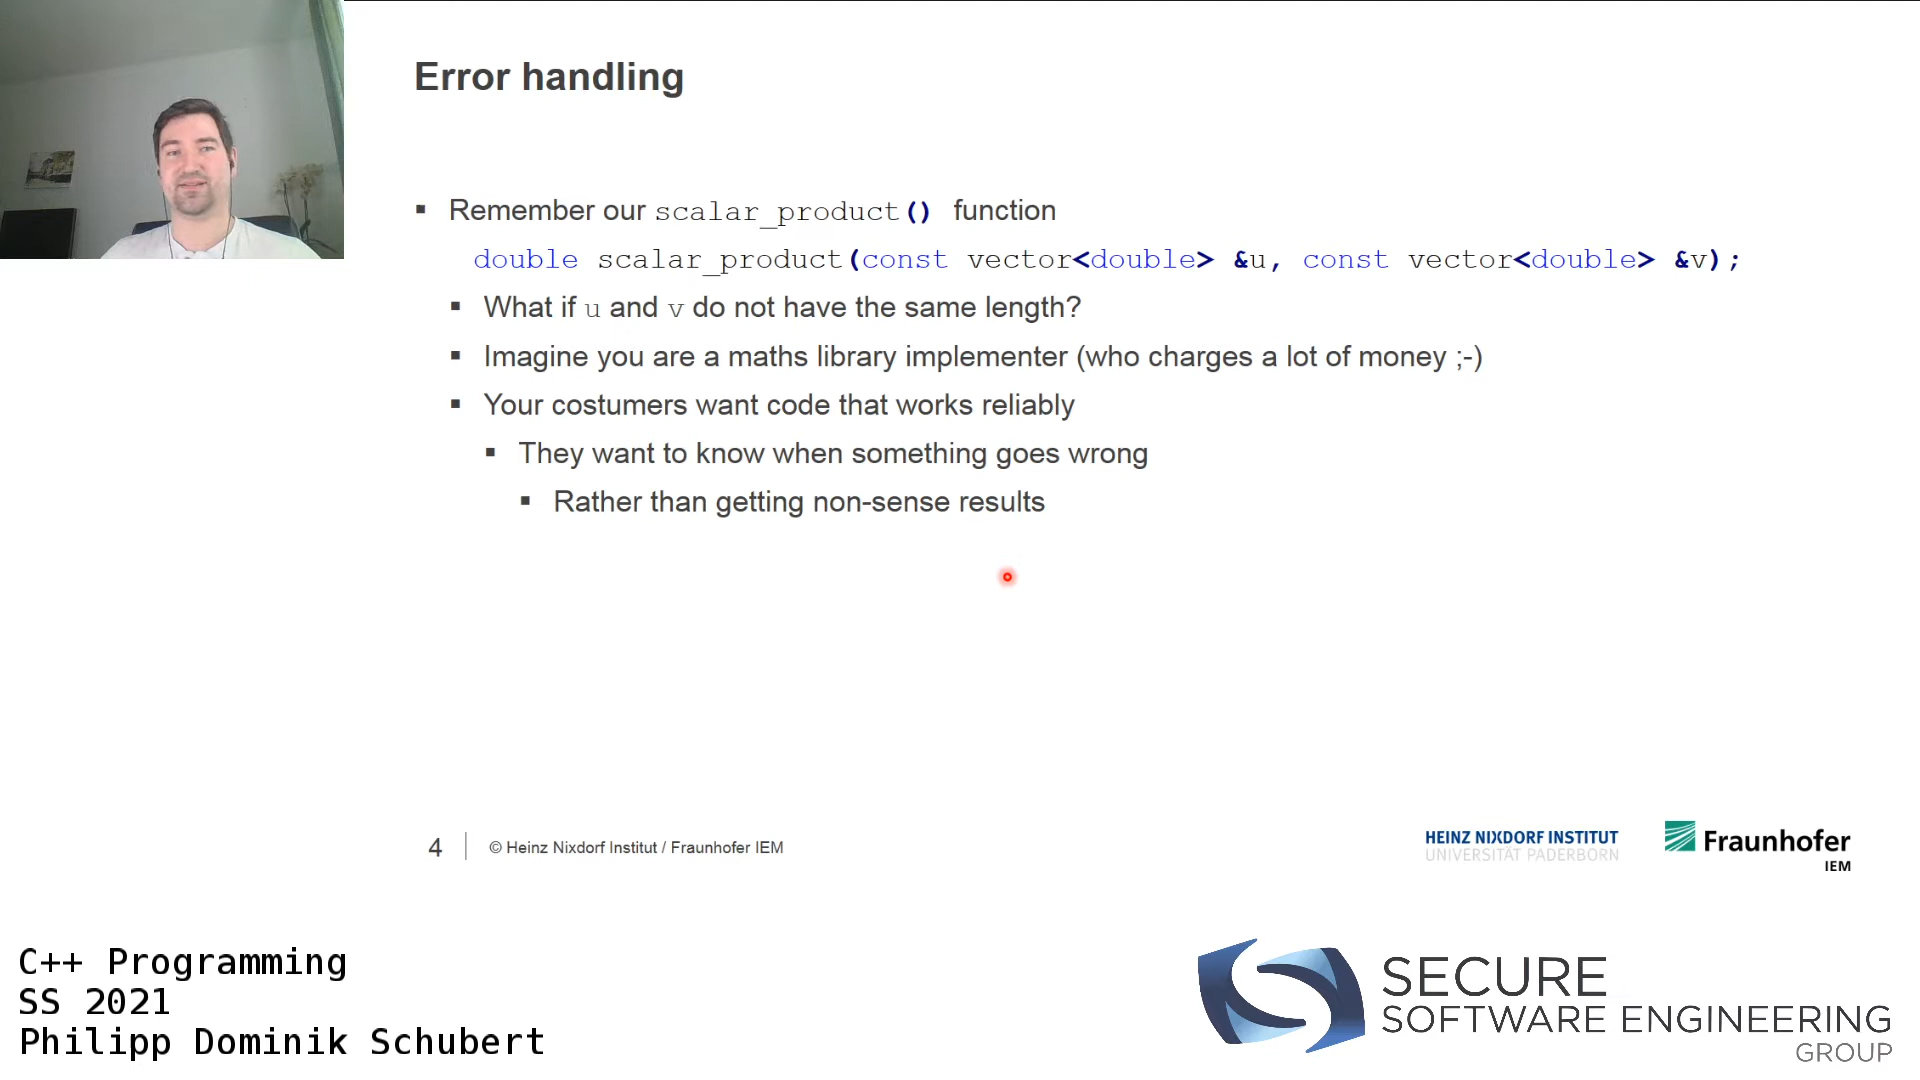 Error handling
Remember our scalar_product() function
double scalar_product(const vector<double> &u, const vector<double> &v);
What if u and v do not have the same length?
Imagine you are a maths library implementer (who charges a lot of money ;-)
Your costumers want code that works reliably
They want to know when something goes wrong
Rather than getting non-sense results
4
© Heinz Nixdorf Institut / Fraunhofer IEM
HEINZ NIXDORF INSTITUT
UNIVERSITÄT PADERBORN
Fraunhofer
IEM
C++ Programming
SS 2021
Philipp Dominik Schubert
SECURE
SOFTWARE ENGINEERING
GROUP